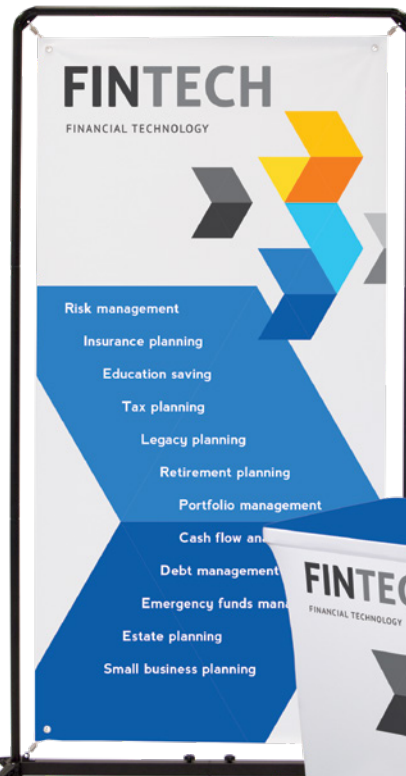 FINTECH
FINANCIAL TECHNOLOGY
Risk management
Insurance planning
Education saving
Tax planning
Legacy planning
Retirement planning
Portfolio management
Cash flow
Debt management
Emergency funds
Estate planning
Small business planning
FINTEC
FINANCIAL TECHNOLOGY